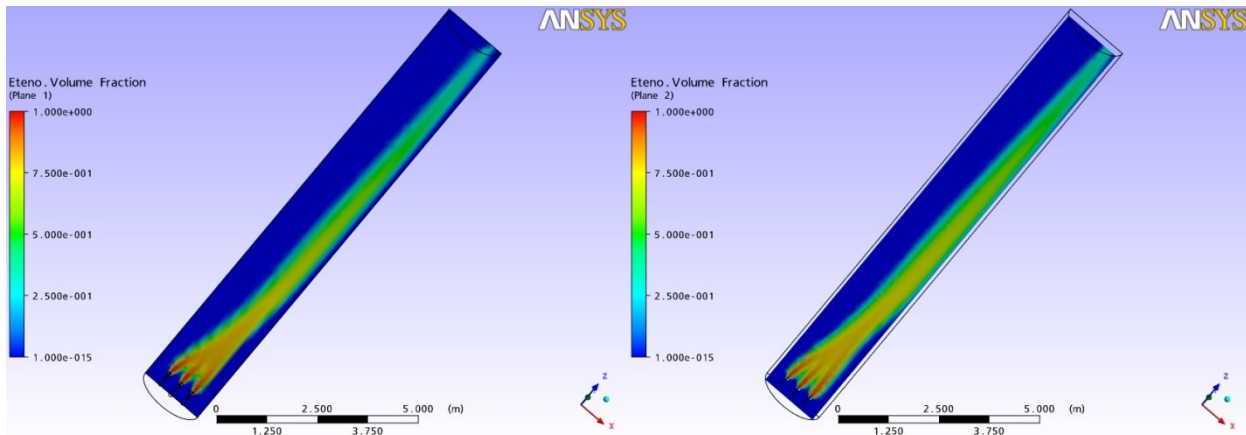 ANSYS
Eteno.Volume Fraction
(Plane 1)
1.000e+000
7.500e-001
5.000e-001
2.500e-001
1.000e-015
0 2.500 5.000 (m)
1.250 3.750
z
x
ANSYS
Eteno.Volume Fraction
(Plane 2)
1.000e+000
7.500e-001
5.000e-001
2.500e-001
1.000e-015
0 2.500 5.000 (m)
1.250 3.750
z
x